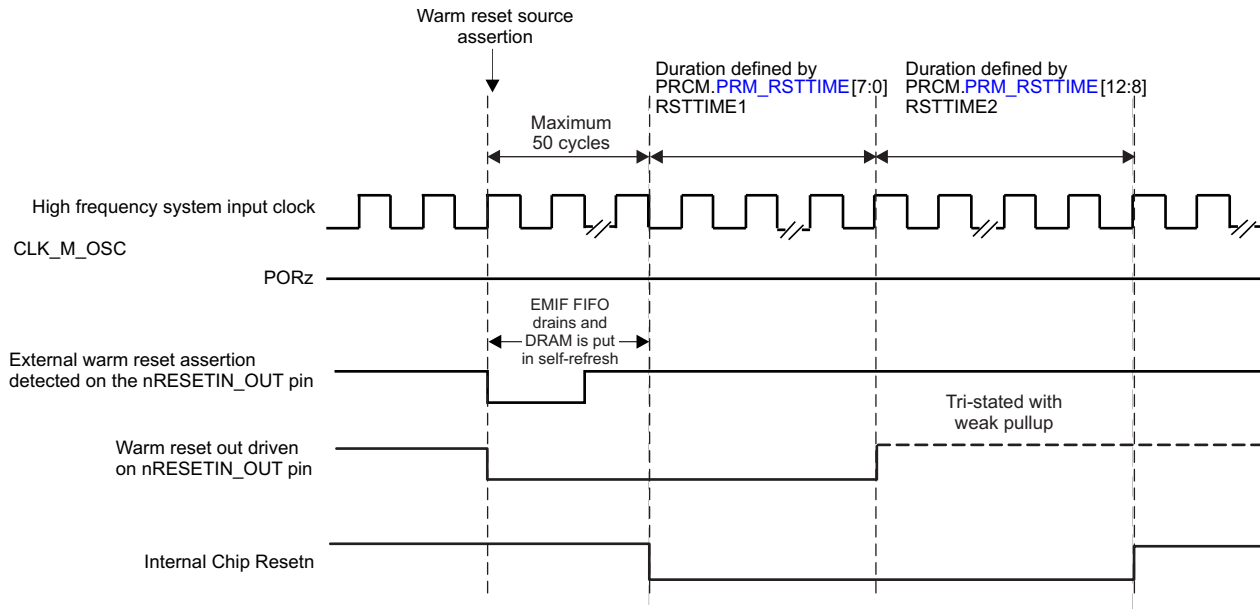 Warm reset source
assertion
Duration defined by
PRCM.PRM_RSTTIME[7:0]
RSTTIME1
Duration defined by
PRCM.PRM_RSTTIME[12:8]
RSTTIME2
Maximum
50 cycles
High frequency system input clock
CLK_M_OSC
PORz
EMIF FIFO
drains and
DRAM is put
in self-refresh
External warm reset assertion
detected on the nRESETIN_OUT pin
Tri-stated with
weak pullup
Warm reset out driven
on nRESETIN_OUT pin
Internal Chip Resetn